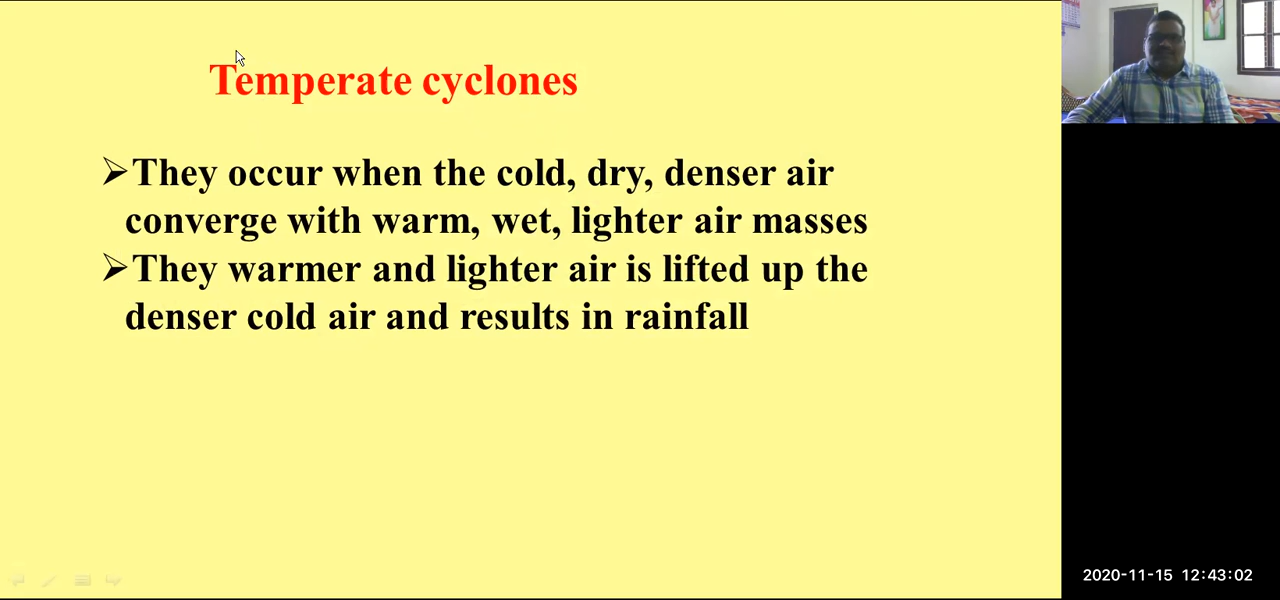 Temperate cyclones
➢They occur when the cold, dry, denser air
converge with warm, wet, lighter air masses
➢They warmer and lighter air is lifted up the
denser cold air and results in rainfall
2020-11-15 12:43:02